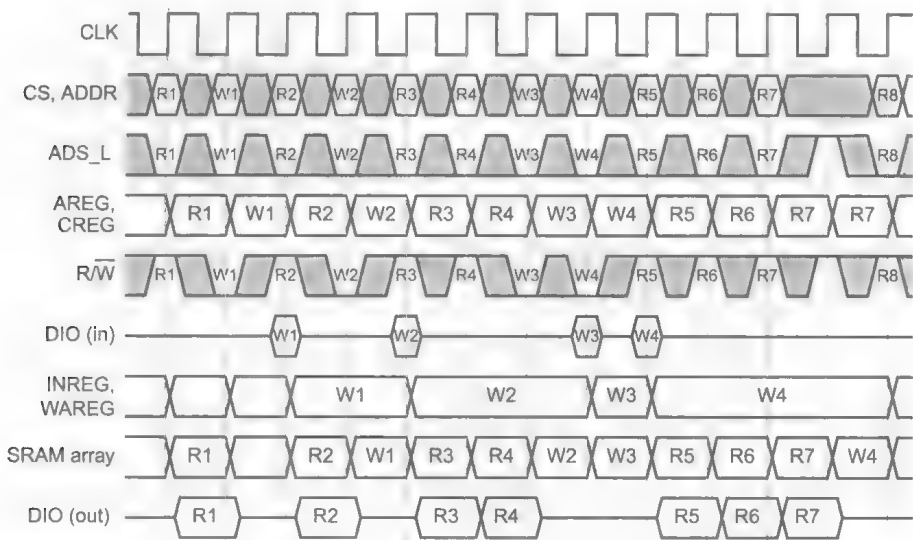 CLK
CS, ADDR R1 W1 R2 W2 R3 R4 W3 W4 R5 R6 R7 R8
ADS_L R1 W1 R2 W2 R3 R4 W3 W4 R5 R6 R7 R8
AREG,
CREG
R1 W1 R2 W2 R3 R4 W3 W4 R5 R6 R7 R7
R/W̅ R1 W1 R2 W2 R3 R4 W3 W4 R5 R6 R7 R8
DIO (in) W1 W2 W3 W4
INREG,
WAREG
W1 W2 W3 W4
SRAM array R1 R2 W1 R3 R4 W2 W3 R5 R6 R7 W4
DIO (out) R1 R2 R3 R4 R5 R6 R7